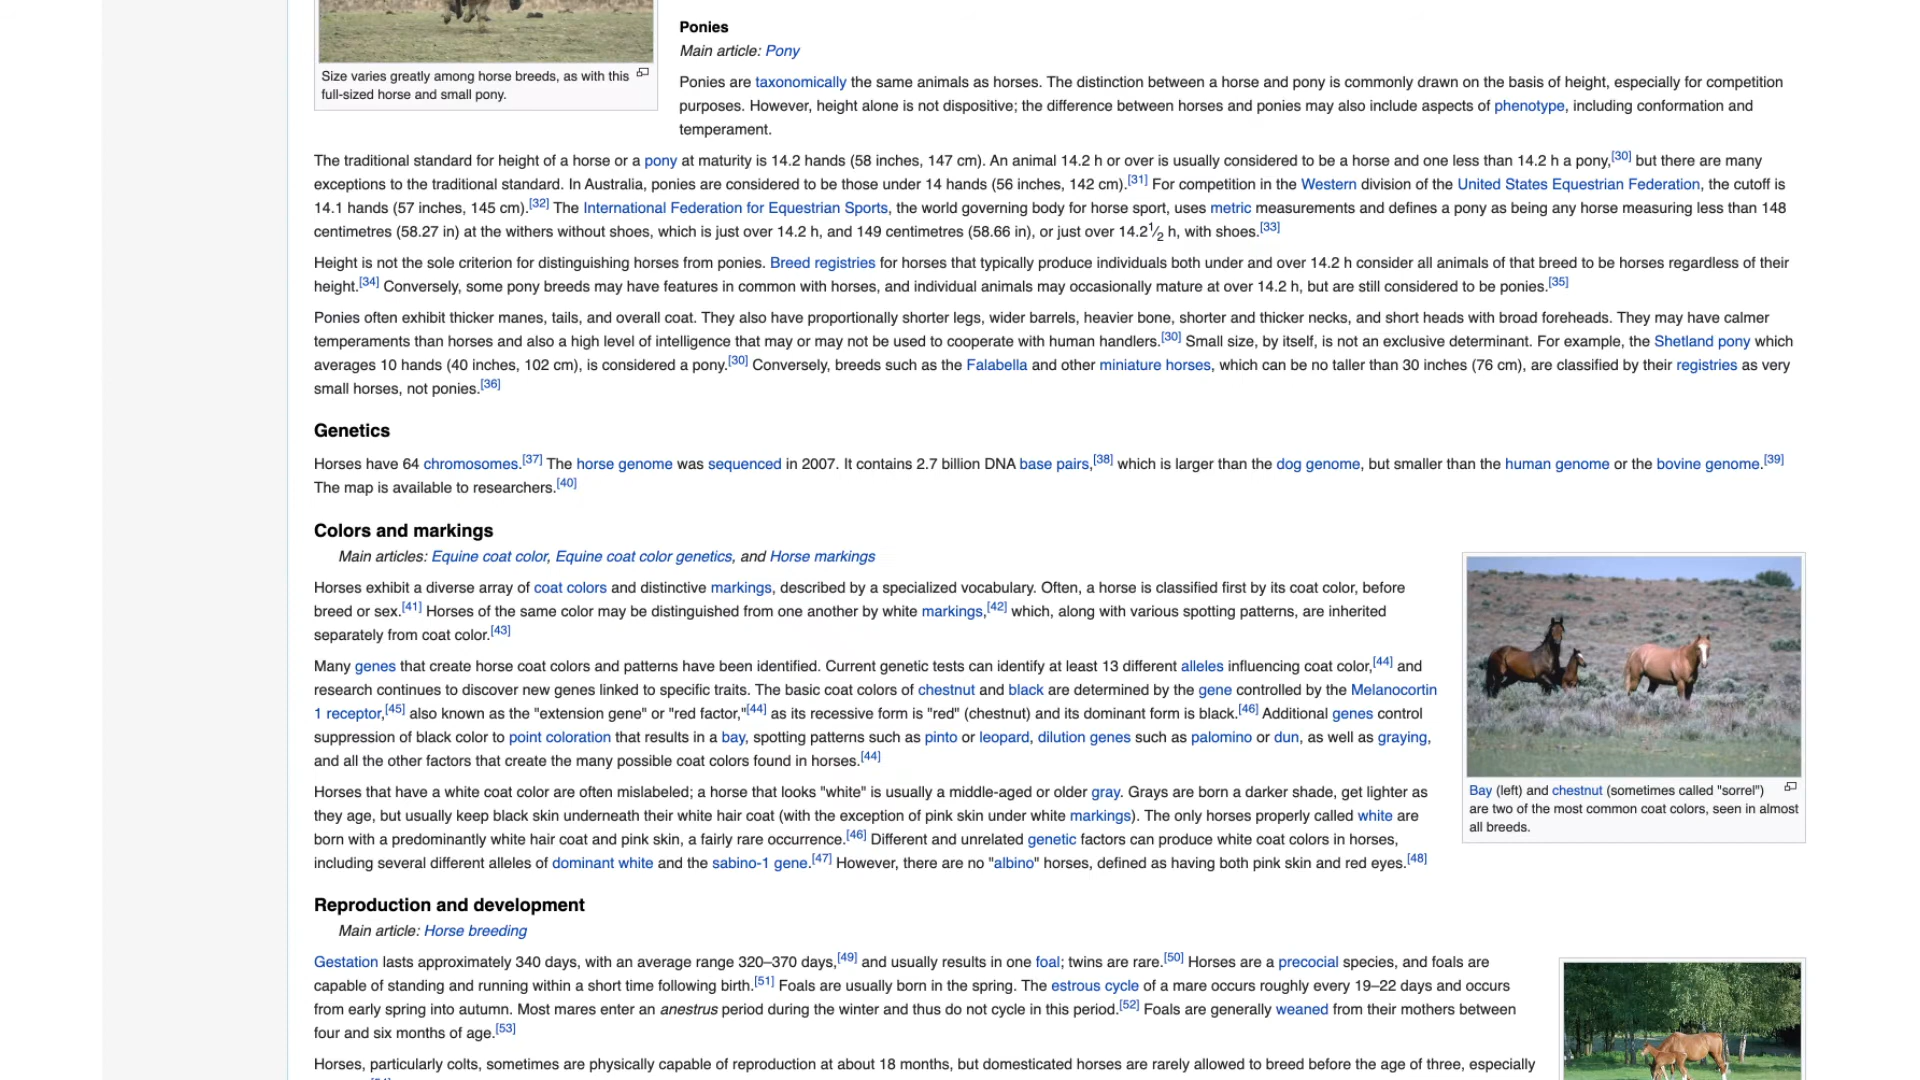 Size varies greatly among horse breeds, as with this
full-sized horse and small pony.
Ponies
Main article: Pony
Ponies are taxonomically the same animals as horses. The distinction between a horse and pony is commonly drawn on the basis of height, especially for competition
purposes. However, height alone is not dispositive; the difference between horses and ponies may also include aspects of phenotype, including conformation and
temperament.
The traditional standard for height of a horse or a pony at maturity is 14.2 hands (58 inches, 147 cm). An animal 14.2 h or over is usually considered to be a horse and one less than 14.2 h a pony,[30] but there are many
exceptions to the traditional standard. In Australia, ponies are considered to be those under 14 hands (56 inches, 142 cm).[31] For competition in the Western division of the United States Equestrian Federation, the cutoff is
14.1 hands (57 inches, 145 cm).[32] The International Federation for Equestrian Sports, the world governing body for horse sport, uses metric measurements and defines a pony as being any horse measuring less than 148
centimetres (58.27 in) at the withers without shoes, which is just over 14.2 h, and 149 centimetres (58.66 in), or just over 14.2 1⁄2 h, with shoes.[33]
Height is not the sole criterion for distinguishing horses from ponies. Breed registries for horses that typically produce individuals both under and over 14.2 h consider all animals of that breed to be horses regardless of their
height.[34] Conversely, some pony breeds may have features in common with horses, and individual animals may occasionally mature at over 14.2 h, but are still considered to be ponies.[35]
Ponies often exhibit thicker manes, tails, and overall coat. They also have proportionally shorter legs, wider barrels, heavier bone, shorter and thicker necks, and short heads with broad foreheads. They may have calmer
temperaments than horses and also a high level of intelligence that may or may not be used to cooperate with human handlers.[30] Small size, by itself, is not an exclusive determinant. For example, the Shetland pony which
averages 10 hands (40 inches, 102 cm), is considered a pony.[30] Conversely, breeds such as the Falabella and other miniature horses, which can be no taller than 30 inches (76 cm), are classified by their registries as very
small horses, not ponies.[36]
Genetics
Horses have 64 chromosomes.[37] The horse genome was sequenced in 2007. It contains 2.7 billion DNA base pairs,[38] which is larger than the dog genome, but smaller than the human genome or the bovine genome.[39]
The map is available to researchers.[40]
Colors and markings
Main articles: Equine coat color, Equine coat color genetics, and Horse markings
Horses exhibit a diverse array of coat colors and distinctive markings, described by a specialized vocabulary. Often, a horse is classified first by its coat color, before
breed or sex.[41] Horses of the same color may be distinguished from one another by white markings,[42] which, along with various spotting patterns, are inherited
separately from coat color.[43]
Many genes that create horse coat colors and patterns have been identified. Current genetic tests can identify at least 13 different alleles influencing coat color,[44] and
research continues to discover new genes linked to specific traits. The basic coat colors of chestnut and black are determined by the gene controlled by the Melanocortin
1 receptor,[45] also known as the "extension gene" or "red factor,"[44] as its recessive form is "red" (chestnut) and its dominant form is black.[46] Additional genes control
suppression of black color to point coloration that results in a bay, spotting patterns such as pinto or leopard, dilution genes such as palomino or dun, as well as graying,
and all the other factors that create the many possible coat colors found in horses.[44]
Horses that have a white coat color are often mislabeled; a horse that looks "white" is usually a middle-aged or older gray. Grays are born a darker shade, get lighter as
they age, but usually keep black skin underneath their white hair coat (with the exception of pink skin under white markings). The only horses properly called white are
born with a predominantly white hair coat and pink skin, a fairly rare occurrence.[46] Different and unrelated genetic factors can produce white coat colors in horses,
including several different alleles of dominant white and the sabino-1 gene.[47] However, there are no "albino" horses, defined as having both pink skin and red eyes.[48]
Bay (left) and chestnut (sometimes called "sorrel")
are two of the most common coat colors, seen in almost
all breeds.
Reproduction and development
Main article: Horse breeding
Gestation lasts approximately 340 days, with an average range 320–370 days,[49] and usually results in one foal; twins are rare.[50] Horses are a precocial species, and foals are
capable of standing and running within a short time following birth.[51] Foals are usually born in the spring. The estrous cycle of a mare occurs roughly every 19–22 days and occurs
from early spring into autumn. Most mares enter an anestrus period during the winter and thus do not cycle in this period.[52] Foals are generally weaned from their mothers between
four and six months of age.[53]
Horses, particularly colts, sometimes are physically capable of reproduction at about 18 months, but domesticated horses are rarely allowed to breed before the age of three, especially